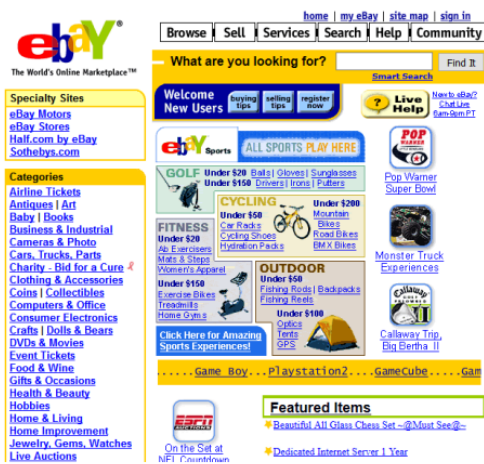 home | my eBay | site map | sign in
ebaY®
The World's Online Marketplace™
Browse Sell Services Search Help Community
What are you looking for? Find It
Smart Search
Welcome
New Users
buying
tips
selling
tips
register
now
? Live
Help
New to eBay?
Chat Live
6am-9pm PT
Specialty Sites
eBay Motors
eBay Stores
Half.com by eBay
Sothebys.com
Categories
Airline Tickets
Antiques | Art
Baby | Books
Business & Industrial
Cameras & Photo
Cars, Trucks, Parts
Charity - Bid for a Cure
Clothing & Accessories
Coins | Collectibles
Computers & Office
Consumer Electronics
Crafts | Dolls & Bears
DVDs & Movies
Event Tickets
Food & Wine
Gifts & Occasions
Health & Beauty
Hobbies
Home & Living
Home Improvement
Jewelry, Gems, Watches
Live Auctions
ebY Sports ALL SPORTS PLAY HERE
GOLF Under $20 Balls | Gloves | Sunglasses
Under $150 Drivers | Irons | Putters
CYCLING
Under $50
Car Racks
Cycling Shoes
Hydration Packs
Under $200
Mountain
Bikes
Road Bikes
BMX Bikes
FITNESS
Under $20
Ab Exercisers
Mats & Steps
Women's Apparel
Under $150
Exercise Bikes
Treadmills
Home Gyms
OUTDOOR
Under $50
Fishing Rods | Backpacks
Fishing Reels
Under $100
Optics
Tents
GPS
Click Here for Amazing
Sports Experiences!
POP
WARNER
Pop Warner
Super Bowl
Monster Truck
Experiences
Callaway
Callaway Trip,
Big Bertha II
......Game Boy...Playstation2....GameCube....Gam
ESPN
AUCTIONS
On the Set at
NFL Countdown
Featured Items
Beautiful All Glass Chess Set ~@Must See@~
Dedicated Internet Server 1 Year